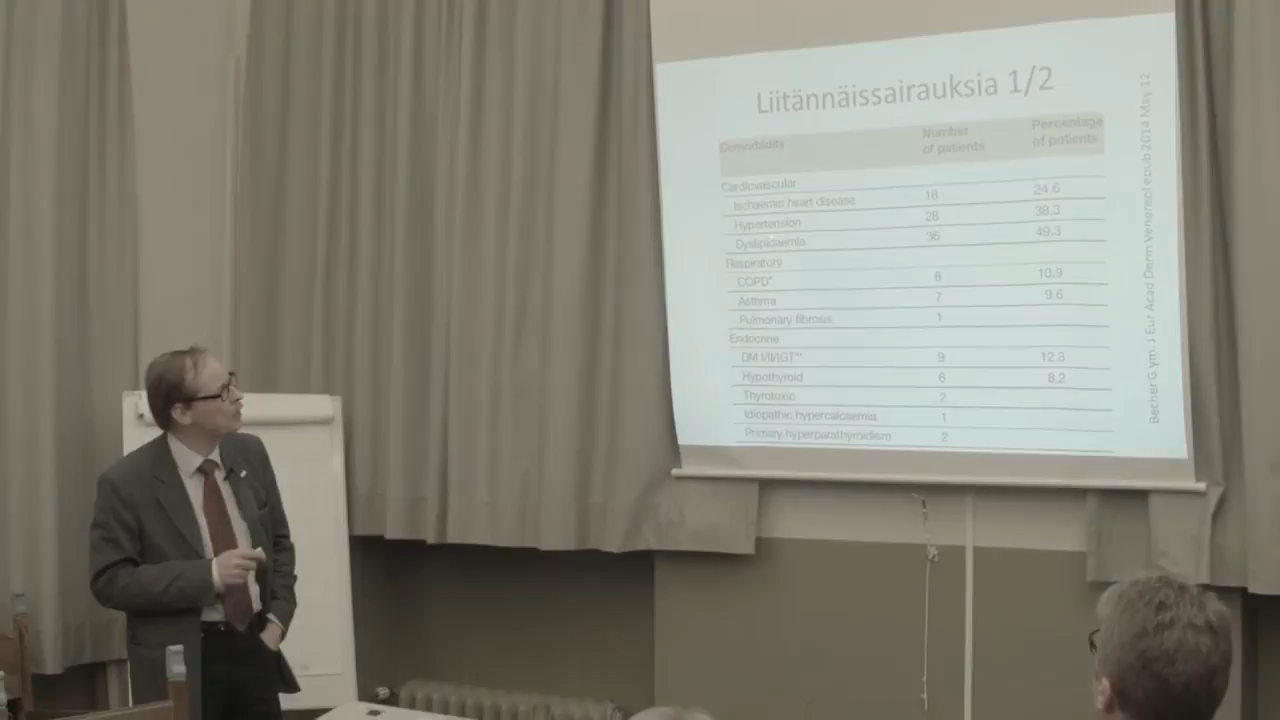 Liitännäissairauksia 1/2
Comorbidity Number of patients Percentage of patients
Cardiovascular
Ischaemic heart disease 18 24.6
Hypertension 28 38.3
Dyslipidaemia 36 49.3
Respiratory
COPD* 8 10.9
Asthma 7 9.6
Pulmonary fibrosis 1
Endocrine
DM I/II/IGT** 9 12.3
Hypothyroid 6 8.2
Thyrotoxic 2
Idiopathic hypercalcaemia 1
Primary hyperparathyroidism 2
Becher G ym. J Eur Acad Derm Venereol epub 2014 May 12